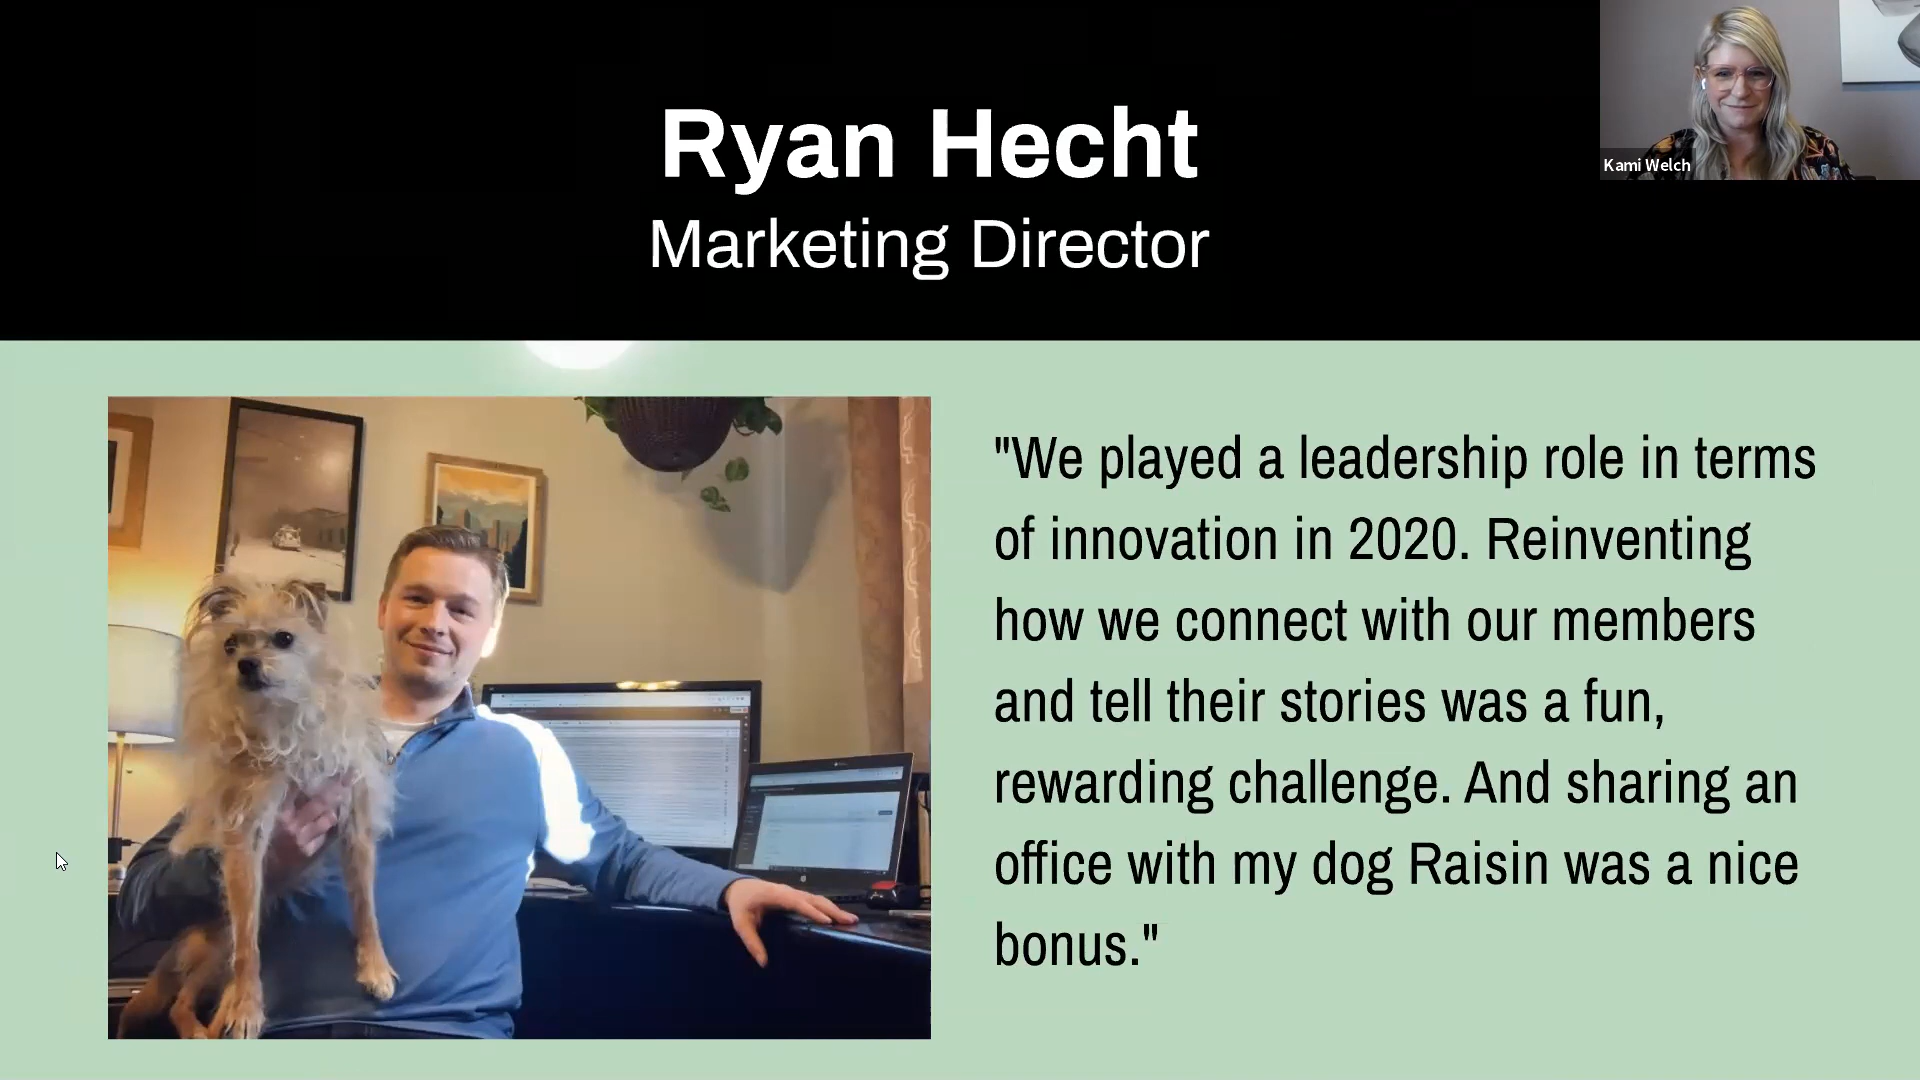 Ryan Hecht
Marketing Director
Kami Welch
"We played a leadership role in terms
of innovation in 2020. Reinventing
how we connect with our members
and tell their stories was a fun,
rewarding challenge. And sharing an
office with my dog Raisin was a nice
bonus."